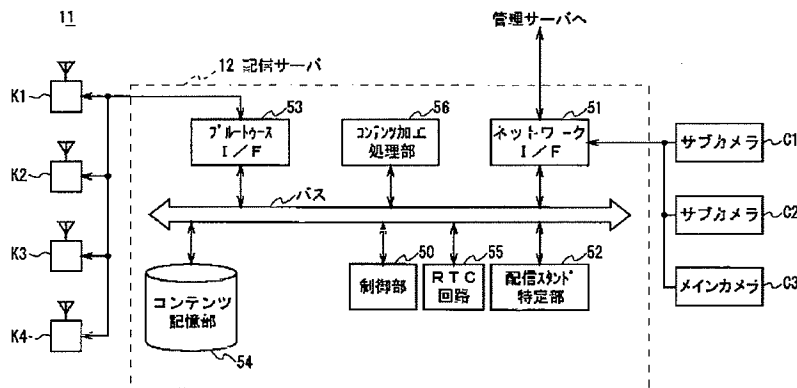 11
管理サーバへ
12 配信サーバ
K1
K2
K3
K4
53
ブルートゥース
I/F
56
コンテンツ加工
処理部
51
ネットワーク
I/F
サブカメラ
C1
サブカメラ
C2
メインカメラ
C3
バス
コンテンツ
記憶部
54
50
制御部
55
RTC
回路
52
配信スタンド
特定部